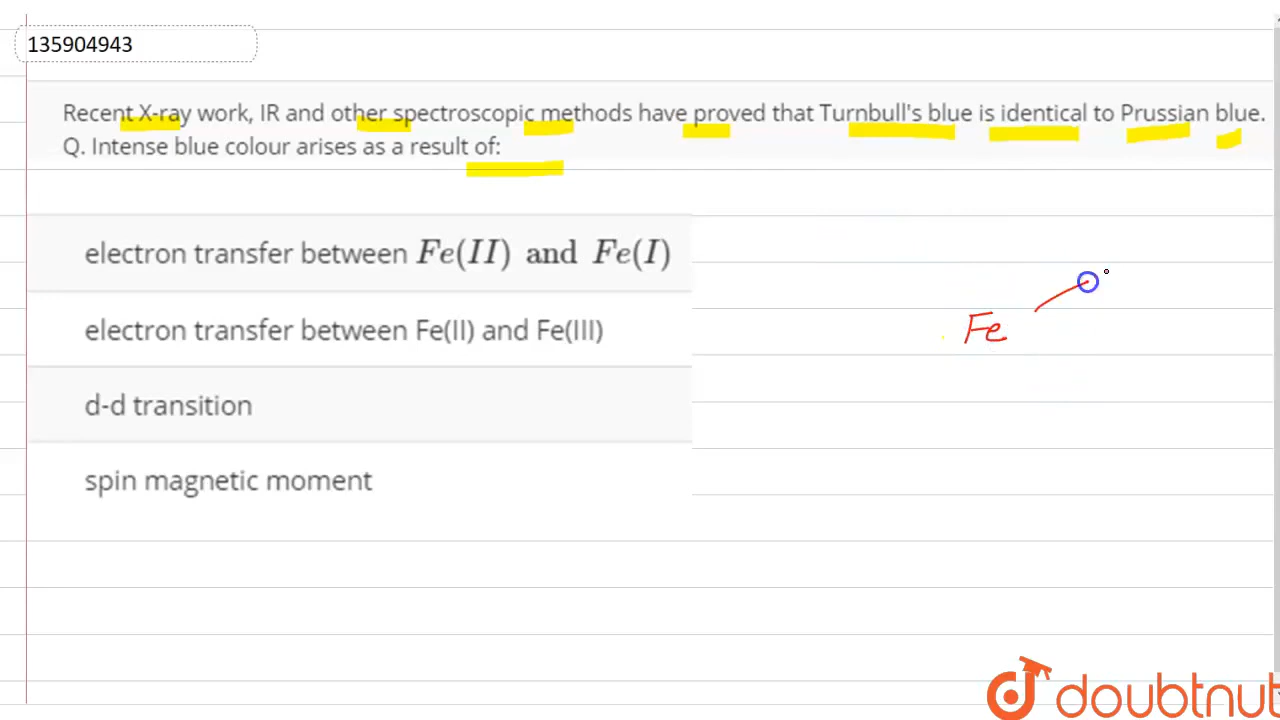 135904943
Recent X-ray work, IR and other spectroscopic methods have proved that Turnbull's blue is identical to Prussian blue.
Q. Intense blue colour arises as a result of:
electron transfer between Fe(II) and Fe(I)
electron transfer between Fe(II) and Fe(III)
Fe
d-d transition
spin magnetic moment
doubtnut